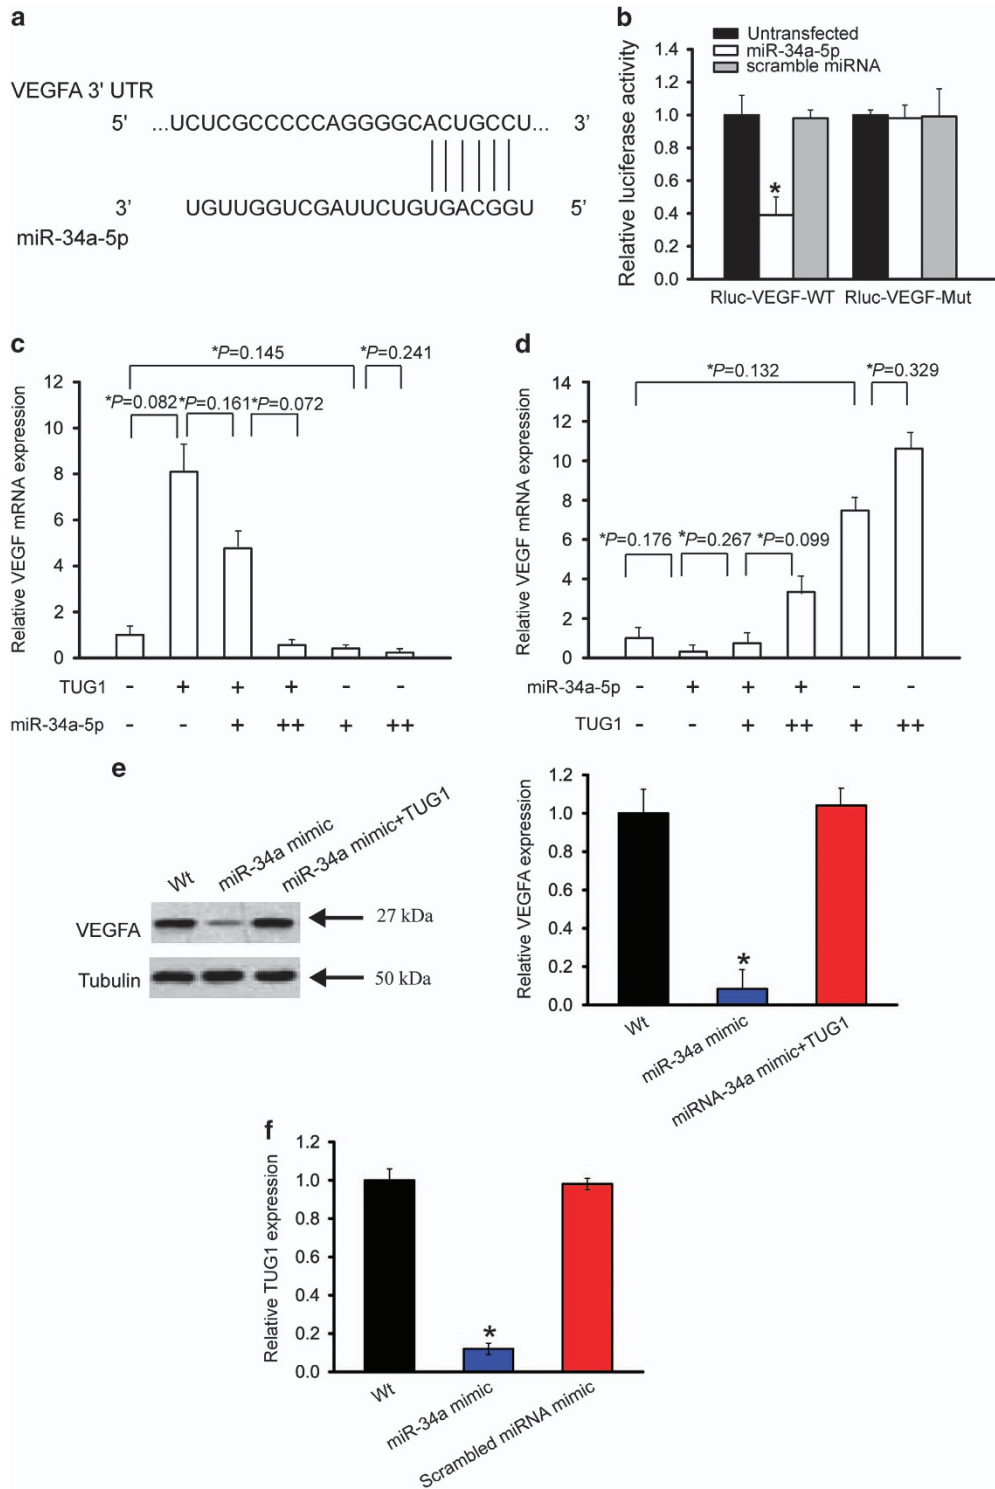 a
VEGFA 3' UTR
5' ...UCUCGCCCCCAGGGGCACUGCCU... 3'
3' UGUUGGUCGAUUCUGUGACGGU 5'
miR-34a-5p
b
Untransfected
miR-34a-5p
scramble miRNA
Relative luciferase activity
1.4
1.2
1.0
0.8
0.6
0.4
0.2
0.0
*
Rluc-VEGF-WT Rluc-VEGF-Mut
c
*P=0.145 *P=0.241
*P=0.082 *P=0.161 *P=0.072
Relative VEGF mRNA expression
12
10
8
6
4
2
0
TUG1 - + + + - -
miR-34a-5p - - + ++ + ++
d
*P=0.132 *P=0.329
*P=0.176 *P=0.267 *P=0.099
Relative VEGF mRNA expression
14
12
10
8
6
4
2
0
miR-34a-5p - + + + - -
TUG1 - - + ++ + ++
e
Wt
miR-34a mimic
miR-34a mimic+TUG1
VEGFA 27 kDa
Tubulin 50 kDa
Relative VEGFA expression
1.2
1.0
0.8
0.6
0.4
0.2
0.0
*
Wt
miR-34a mimic
miRNA-34a mimic+TUG1
f
Relative TUG1 expression
1.2
1.0
0.8
0.6
0.4
0.2
0.0
*
Wt
miR-34a mimic
Scrambled miRNA mimic